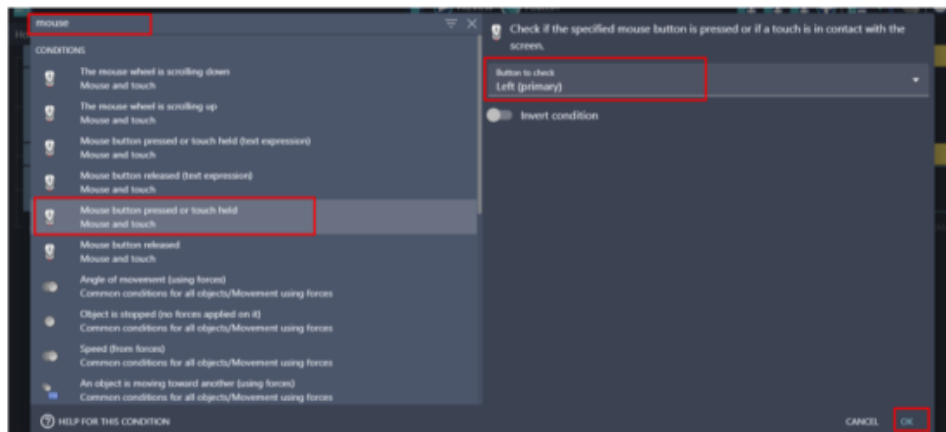 mouse
CONDITIONS
The mouse wheel is scrolling down
Mouse and touch
The mouse wheel is scrolling up
Mouse and touch
Mouse button pressed or touch held (text expression)
Mouse and touch
Mouse button released (text expression)
Mouse and touch
Mouse button pressed or touch held
Mouse and touch
Mouse button released
Mouse and touch
Angle of movement (using forces)
Common conditions for all objects/Movement using forces
Object is stopped (no forces applied on it)
Common conditions for all objects/Movement using forces
Speed (from forces)
Common conditions for all objects/Movement using forces
An object is moving toward another (using forces)
Common conditions for all objects/Movement using forces
HELP FOR THIS CONDITION
Check if the specified mouse button is pressed or if a touch is in contact with the
screen.
Button to check
Left (primary)
Invert condition
CANCEL
OK